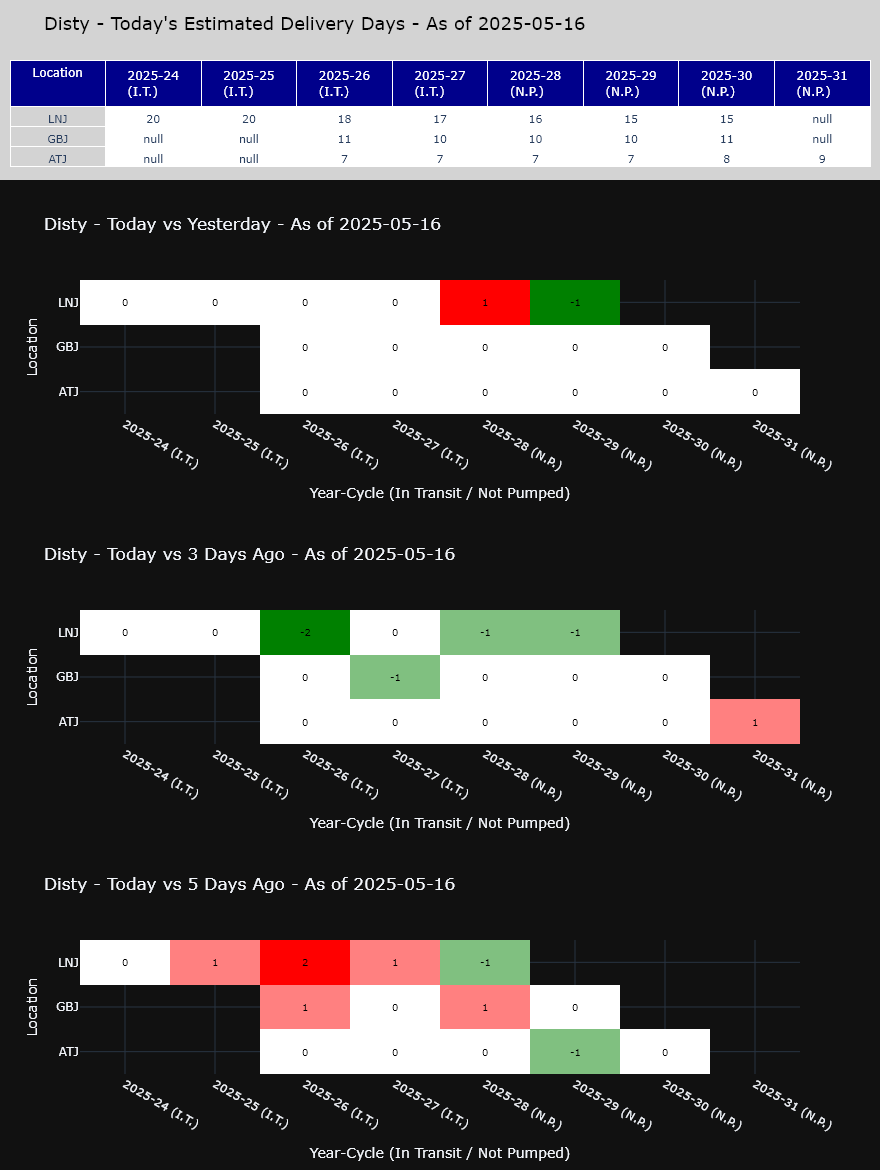 Disty - Today's Estimated Delivery Days - As of 2025-05-16
Location 2025-24 (I.T.) 2025-25 (I.T.) 2025-26 (I.T.) 2025-27 (I.T.) 2025-28 (N.P.) 2025-29 (N.P.) 2025-30 (N.P.) 2025-31 (N.P.)
LNJ 20 20 18 17 16 15 15 null
GBJ null null 11 10 10 10 11 null
ATJ null null 7 7 7 7 8 9
Disty - Today vs Yesterday - As of 2025-05-16
Location
LNJ 0 0 0 0 1 -1
GBJ 0 0 0 0 0
ATJ 0 0 0 0 0 0
2025-24 (I.T.) 2025-25 (I.T.) 2025-26 (I.T.) 2025-27 (I.T.) 2025-28 (N.P.) 2025-29 (N.P.) 2025-30 (N.P.) 2025-31 (N.P.)
Year-Cycle (In Transit / Not Pumped)
Disty - Today vs 3 Days Ago - As of 2025-05-16
Location
LNJ 0 0 -2 0 -1 -1
GBJ 0 -1 0 0 0
ATJ 0 0 0 0 0 1
2025-24 (I.T.) 2025-25 (I.T.) 2025-26 (I.T.) 2025-27 (I.T.) 2025-28 (N.P.) 2025-29 (N.P.) 2025-30 (N.P.) 2025-31 (N.P.)
Year-Cycle (In Transit / Not Pumped)
Disty - Today vs 5 Days Ago - As of 2025-05-16
Location
LNJ 0 1 2 1 -1
GBJ 1 0 1 0
ATJ 0 0 0 -1 0
2025-24 (I.T.) 2025-25 (I.T.) 2025-26 (I.T.) 2025-27 (I.T.) 2025-28 (N.P.) 2025-29 (N.P.) 2025-30 (N.P.) 2025-31 (N.P.)
Year-Cycle (In Transit / Not Pumped)